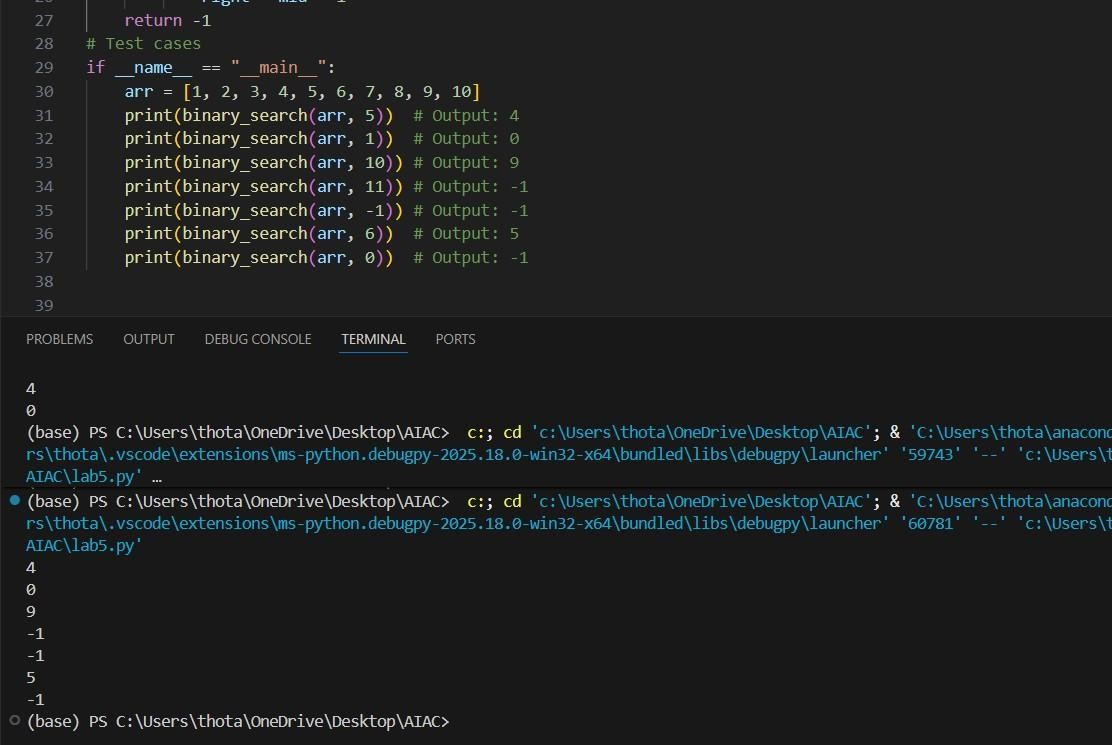 27 return -1
28 # Test cases
29 if __name__ == "__main__":
30 arr = [1, 2, 3, 4, 5, 6, 7, 8, 9, 10]
31 print(binary_search(arr, 5))  # Output: 4
32 print(binary_search(arr, 1))  # Output: 0
33 print(binary_search(arr, 10)) # Output: 9
34 print(binary_search(arr, 11)) # Output: -1
35 print(binary_search(arr, -1)) # Output: -1
36 print(binary_search(arr, 6))  # Output: 5
37 print(binary_search(arr, 0))  # Output: -1
38
39
PROBLEMS OUTPUT DEBUG CONSOLE TERMINAL PORTS
4
0
(base) PS C:\Users\thota\OneDrive\Desktop\AIAC>  c:; cd 'c:\Users\thota\OneDrive\Desktop\AIAC'; & 'C:\Users\thota\anacond
rs\thota\.vscode\extensions\ms-python.debugpy-2025.18.0-win32-x64\bundled\libs\debugpy\launcher' '59743' '--' 'c:\Users\t
AIAC\lab5.py' …
(base) PS C:\Users\thota\OneDrive\Desktop\AIAC>  c:; cd 'c:\Users\thota\OneDrive\Desktop\AIAC'; & 'C:\Users\thota\anacond
rs\thota\.vscode\extensions\ms-python.debugpy-2025.18.0-win32-x64\bundled\libs\debugpy\launcher' '60781' '--' 'c:\Users\t
AIAC\lab5.py'
4
0
9
-1
-1
5
-1
(base) PS C:\Users\thota\OneDrive\Desktop\AIAC>